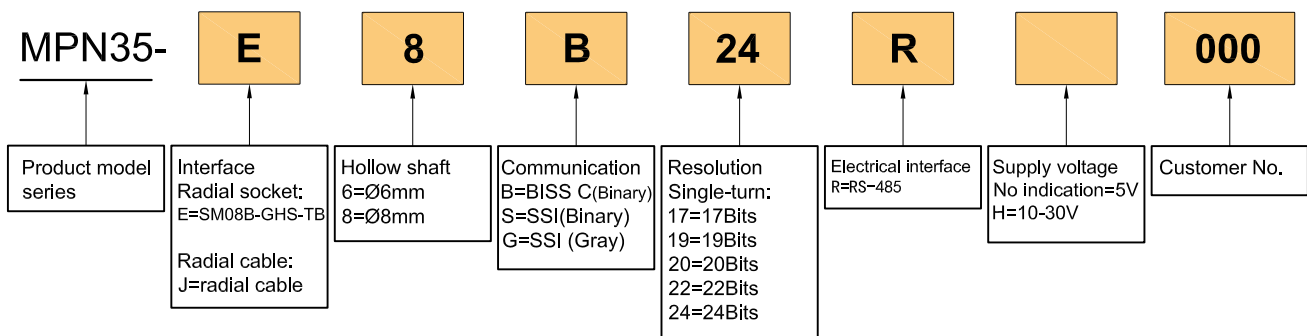 MPN35- E 8 B 24 R 000
Product model
series
Interface
Radial socket:
E=SM08B-GHS-TB
Radial cable:
J=radial cable
Hollow shaft
6=Ø6mm
8=Ø8mm
Communication
B=BISS C(Binary)
S=SSI(Binary)
G=SSI (Gray)
Resolution
Single-turn:
17=17Bits
19=19Bits
20=20Bits
22=22Bits
24=24Bits
Electrical interface
R=RS-485
Supply voltage
No indication=5V
H=10-30V
Customer No.